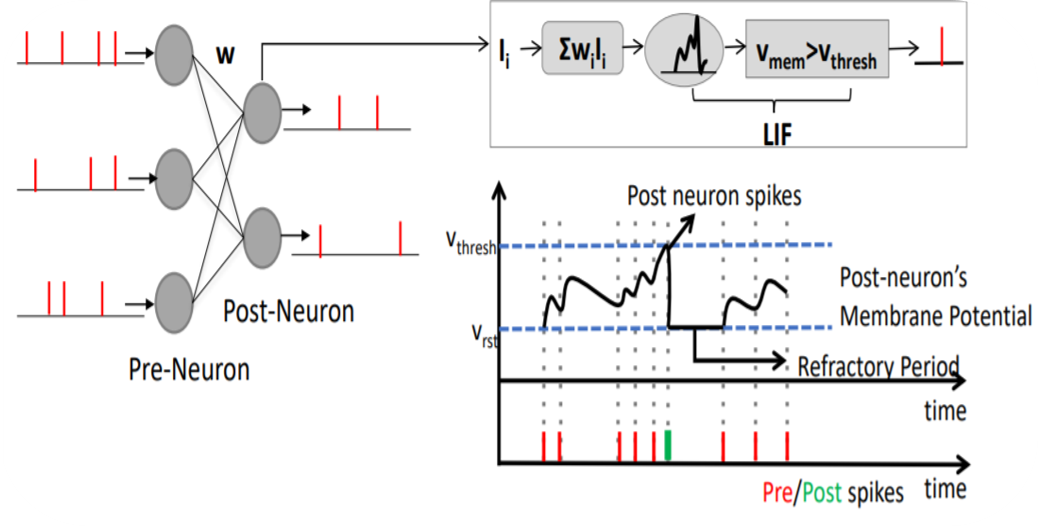 W
Iᵢ
ΣwᵢIᵢ
Vmem>Vthresh
LIF
Post-Neuron
Pre-Neuron
Post neuron spikes
Vthresh
Post-neuron's
Membrane Potential
Vrst
Refractory Period
time
Pre/Post spikes
time